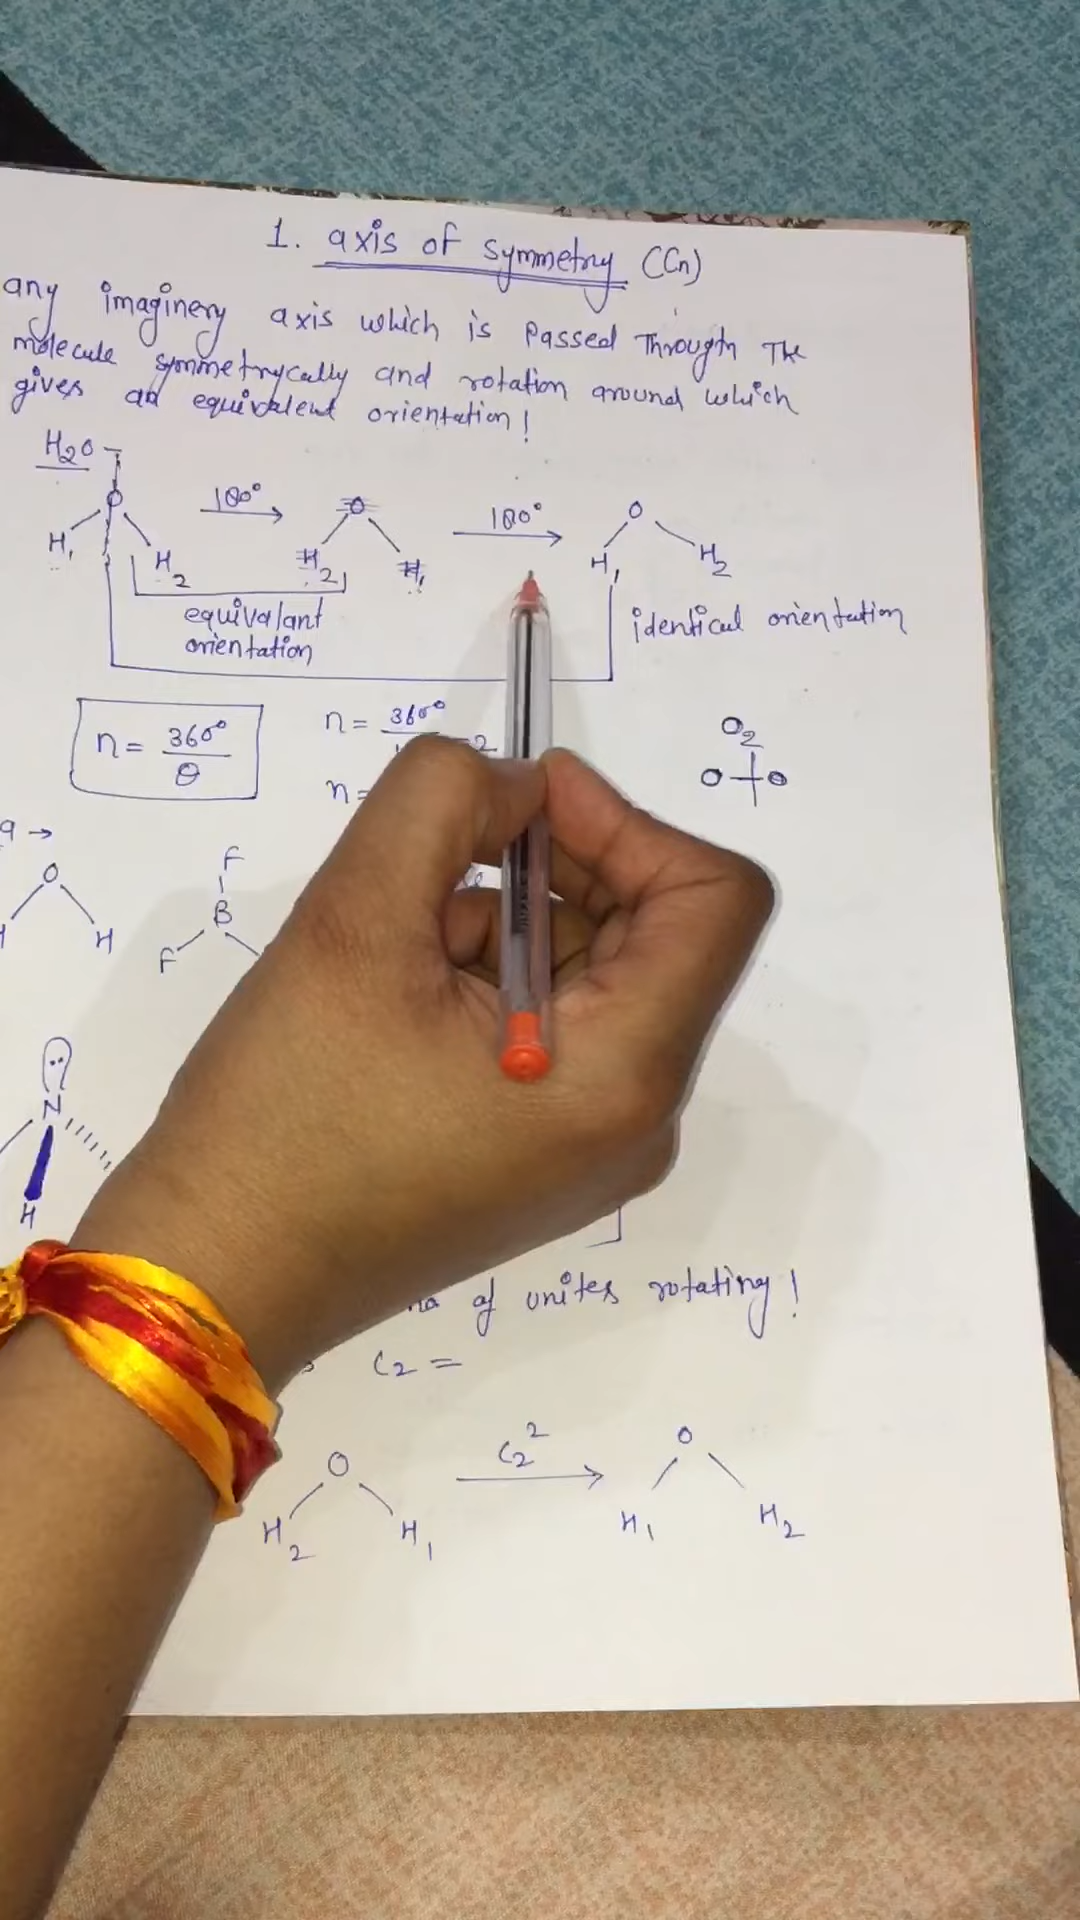 1. axis of symmetry (Cn)
any imaginery axis which is passed Through The
molecule symmetrycally and rotation around which
gives an equivalent orientation!
H₂O
O 180° O 180° O
H₁ H₂ H₂ H₁ H₁ H₂
equivalant
orientation
identical orientation
n = 360° / θ
n = 360°
= 2
n =
O₂
O O
→
O
H H
F
B
F
N
H
of unites rotating!
C₂ =
O C₂² O
H₂ H₁ H₁ H₂